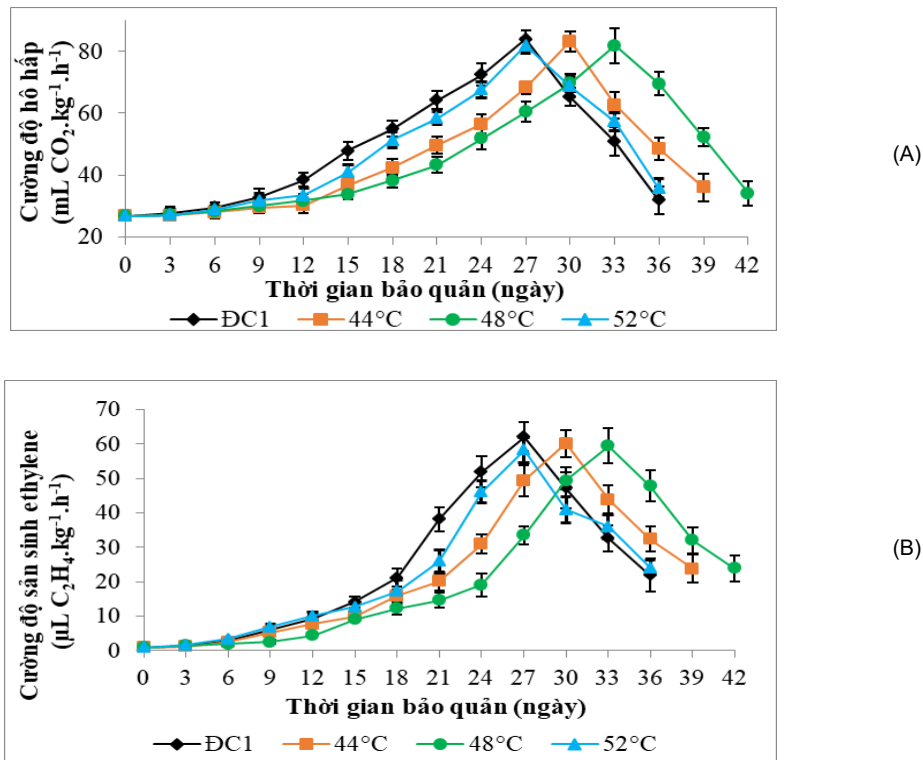 Cường độ hô hấp
(mL CO₂.kg⁻¹.h⁻¹)
80
60
40
20
0 3 6 9 12 15 18 21 24 27 30 33 36 39 42
Thời gian bảo quản (ngày)
ĐC1 44°C 48°C 52°C
(A)
Cường độ sản sinh ethylene
(µL C₂H₄.kg⁻¹.h⁻¹)
70
60
50
40
30
20
10
0
0 3 6 9 12 15 18 21 24 27 30 33 36 39 42
Thời gian bảo quản (ngày)
ĐC1 44°C 48°C 52°C
(B)